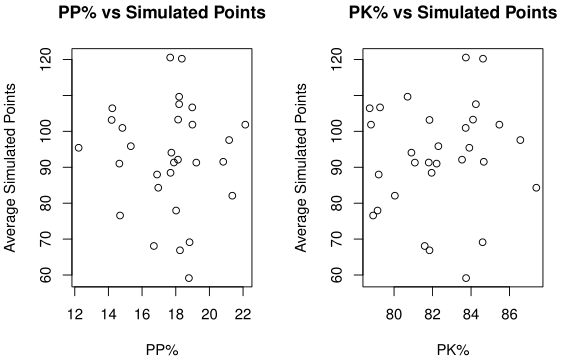 PP% vs Simulated Points
Average Simulated Points
120
100
90
80
70
60
12 14 16 18 20 22
PP%
PK% vs Simulated Points
Average Simulated Points
120
100
90
80
70
60
80 82 84 86
PK%